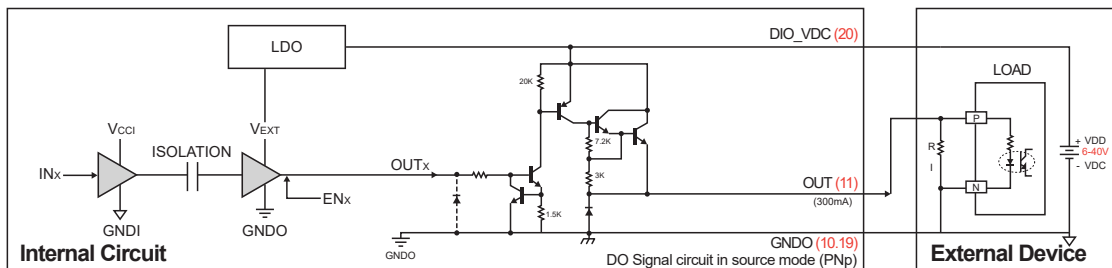 DIO_VDC (20)
LDO
LOAD
20K
VCCI
VEXT
ISOLATION
7.2K
P
+ VDD
6-40V
- VDC
R
I
INX
OUTX
3K
OUT (11)
(300mA)
N
ENX
1.5K
GNDI
GNDO
GNDO
GNDO (10.19)
Internal Circuit
DO Signal circuit in source mode (PNp)
External Device